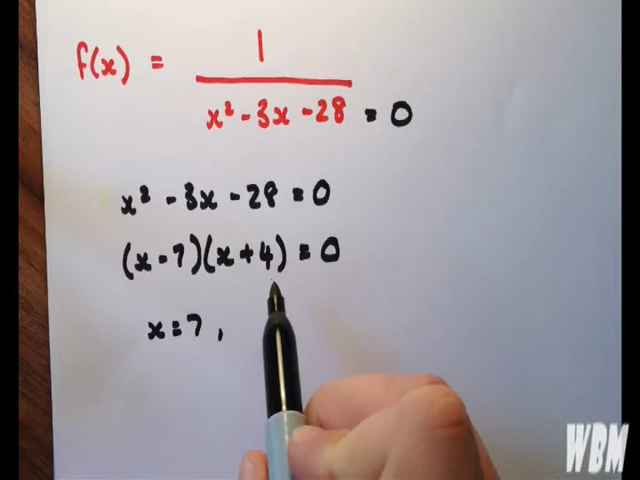 f(x) = 1 / x² - 3x - 28 = 0
x² - 3x - 28 = 0
(x - 7)(x + 4) = 0
x = 7 ,
WBM